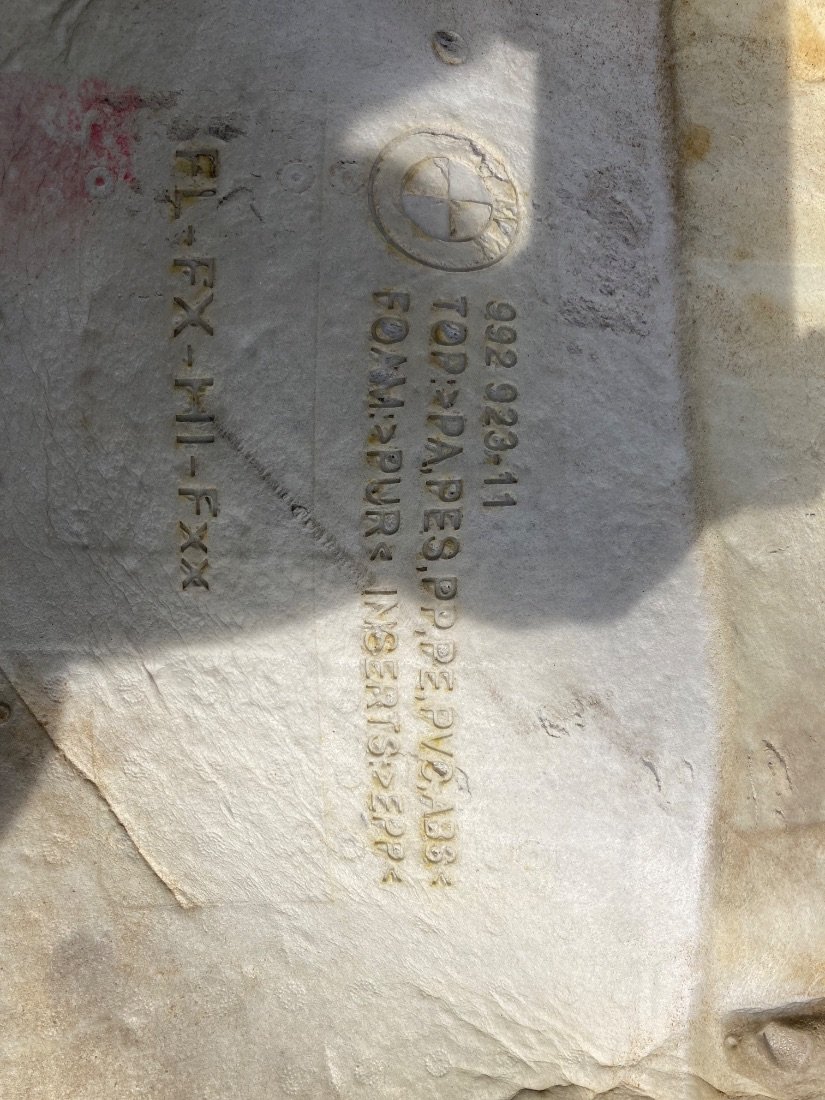 992 923-11
TOP:>PA,PES,PP,PE,PVC,ABS<
FOAM:>PUR< INSERTS:>EPP<
FL-FX-HI-FXX